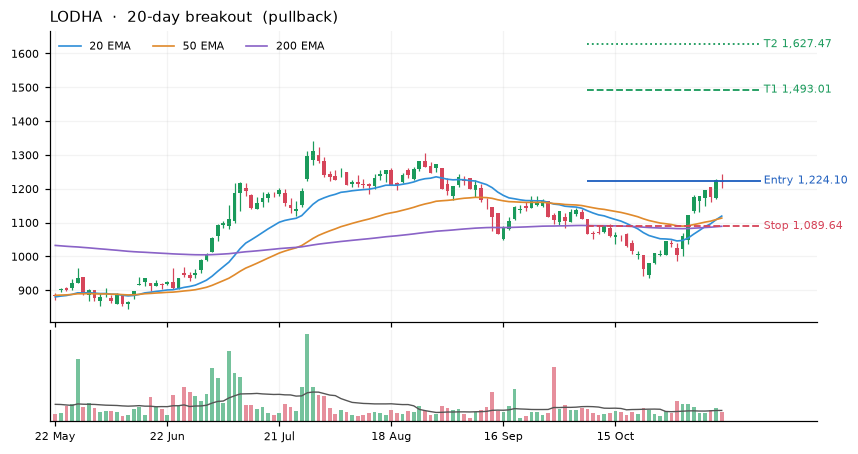 LODHA · 20-day breakout (pullback)
20 EMA 50 EMA 200 EMA
T2 1,627.47
T1 1,493.01
Entry 1,224.10
Stop 1,089.64
1600
1500
1400
1300
1200
1100
1000
900
22 May 22 Jun 21 Jul 18 Aug 16 Sep 15 Oct